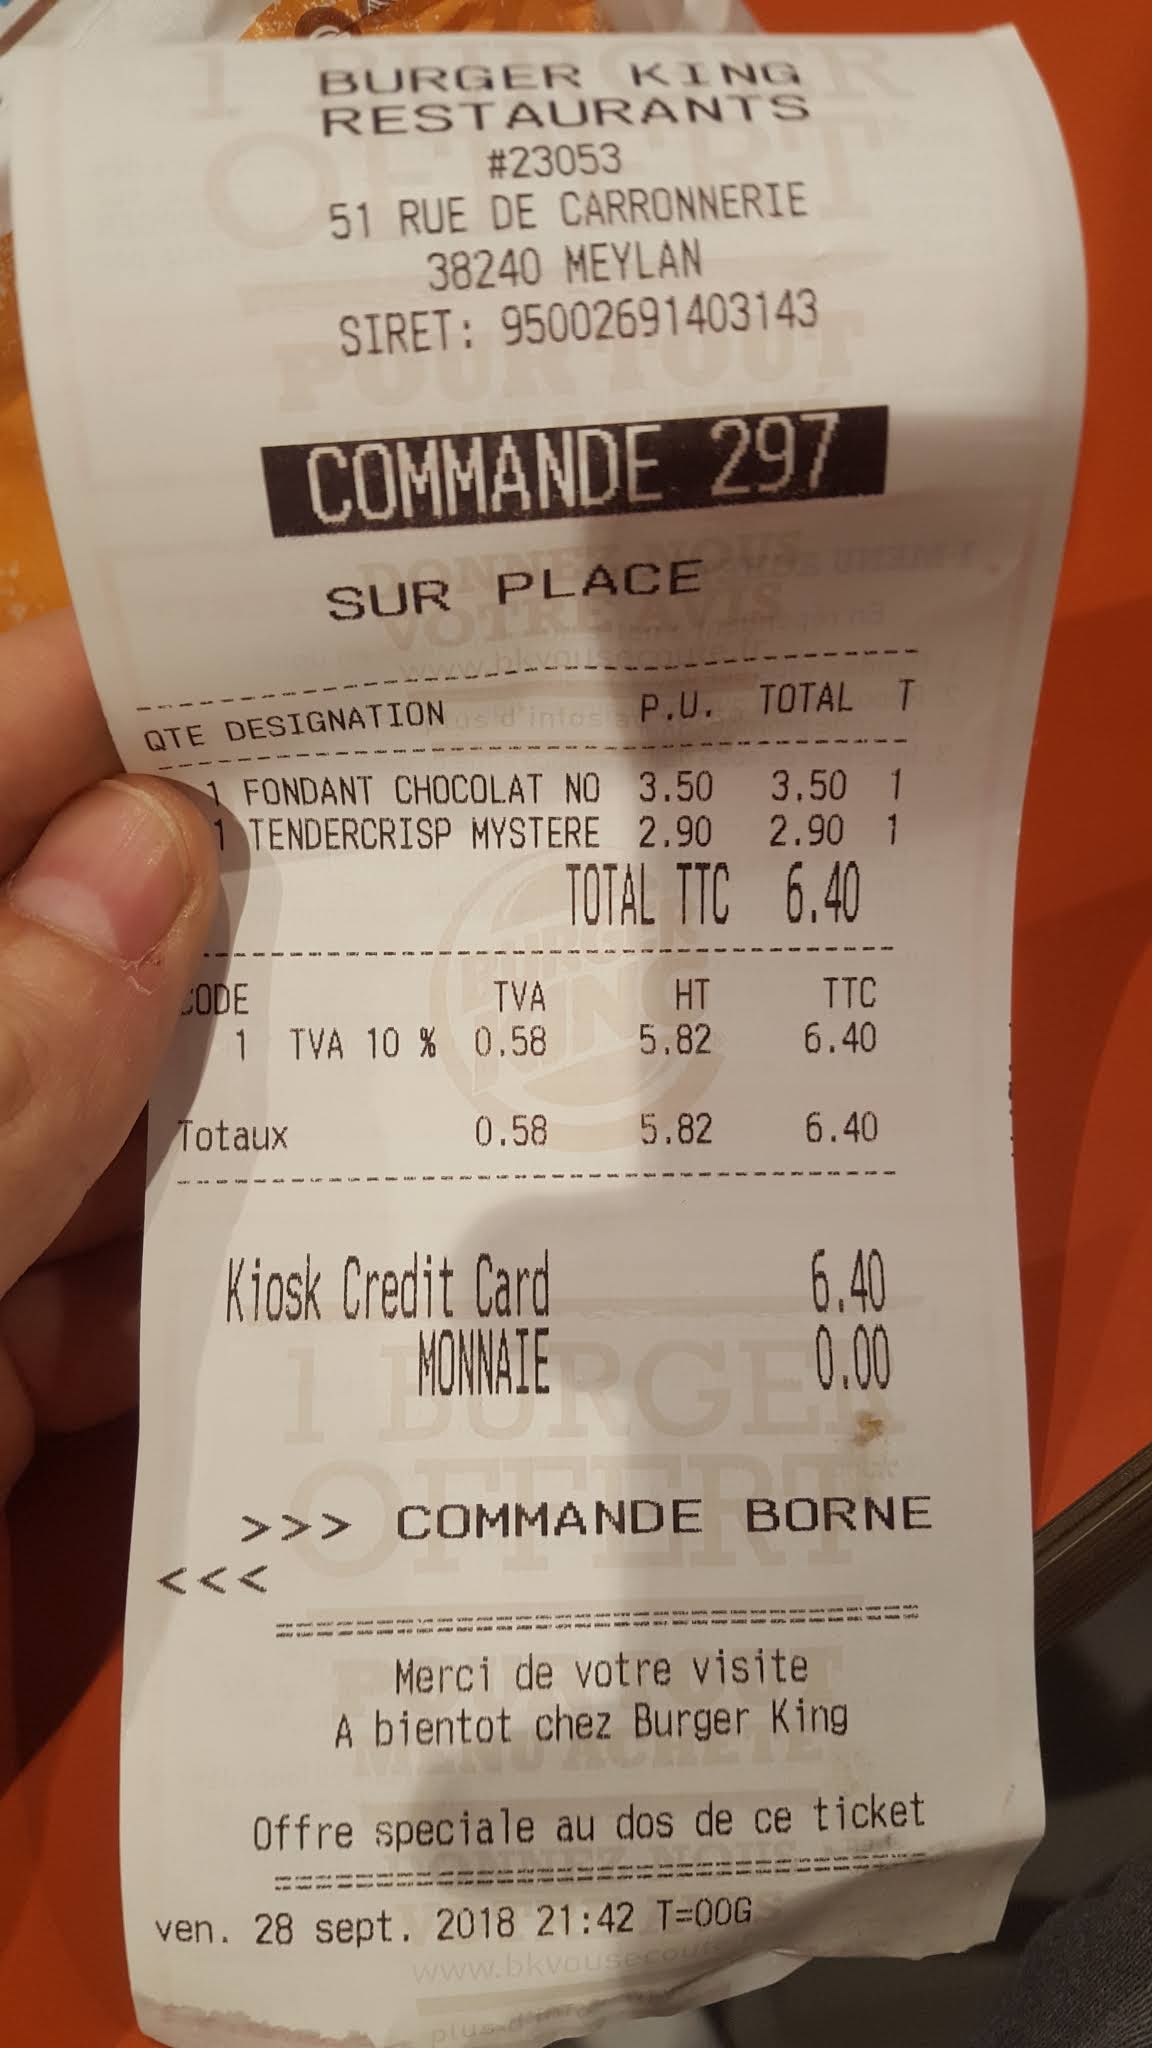 BURGER KING
RESTAURANTS
#23053
51 RUE DE CARRONNERIE
38240 MEYLAN
SIRET: 95002691403143
COMMANDE 297
SUR PLACE
QTE DESIGNATION P.U. TOTAL T
1 FONDANT CHOCOLAT NO 3.50 3.50 1
1 TENDERCRISP MYSTERE 2.90 2.90 1
TOTAL TTC 6.40
CODE TVA HT TTC
1 TVA 10 % 0.58 5.82 6.40
Totaux 0.58 5.82 6.40
Kiosk Credit Card 6.40
MONNAIE 0.00
1 BURGER
OFFERT*
>>> COMMANDE BORNE
<<<
Merci de votre visite
A bientot chez Burger King
Offre speciale au dos de ce ticket
ven. 28 sept. 2018 21:42 T=00G